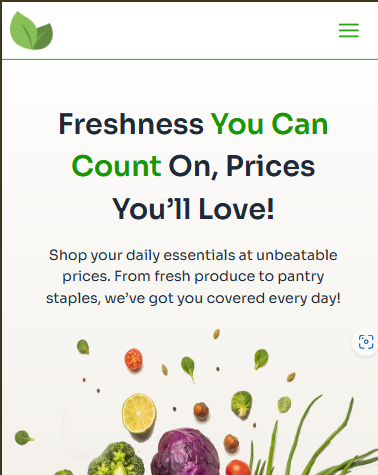 Freshness You Can
Count On, Prices
You’ll Love!
Shop your daily essentials at unbeatable
prices. From fresh produce to pantry
staples, we’ve got you covered every day!